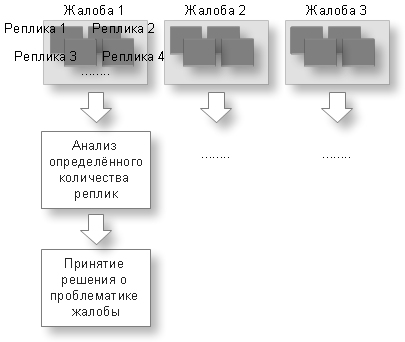 Жалоба 1 Жалоба 2 Жалоба 3
Реплика 1 Реплика 2
Реплика 3 Реплика 4
........
Анализ
определённого
количества
реплик
........ ........
Принятие
решения о
проблематике
жалобы